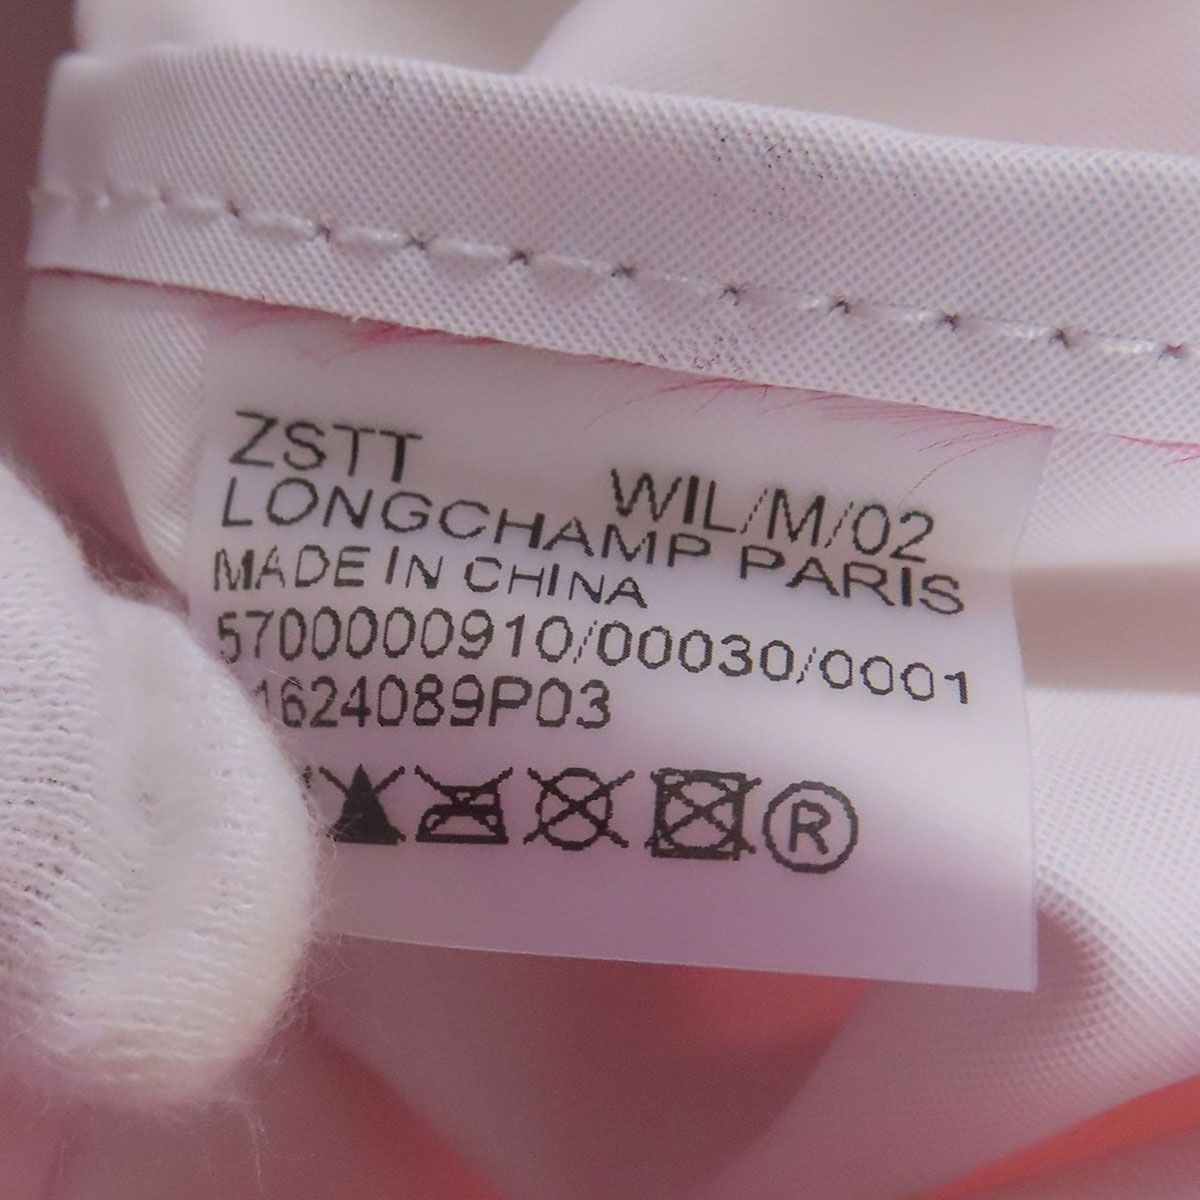 ZSTT WIL/M/02
LONGCHAMP PARIS
MADE IN CHINA
5700000910/00030/0001
1624089P03
®